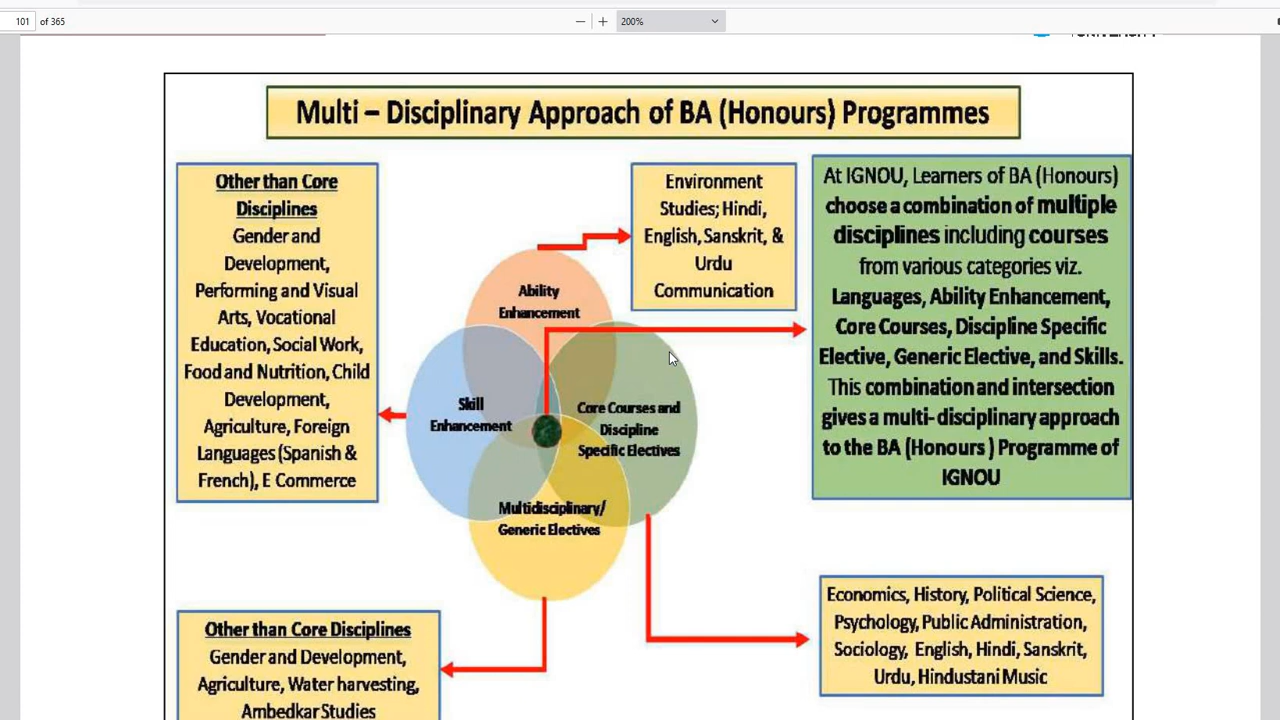 101 of 365
200%
Multi – Disciplinary Approach of BA (Honours) Programmes
Other than Core
Disciplines
Gender and
Development,
Performing and Visual
Arts, Vocational
Education, Social Work,
Food and Nutrition, Child
Development,
Agriculture, Foreign
Languages (Spanish &
French), E Commerce
Environment
Studies; Hindi,
English, Sanskrit, &
Urdu
Communication
At IGNOU, Learners of BA (Honours)
choose a combination of multiple
disciplines including courses
from various categories viz.
Languages, Ability Enhancement,
Core Courses, Discipline Specific
Elective, Generic Elective, and Skills.
This combination and intersection
gives a multi-disciplinary approach
to the BA (Honours ) Programme of
IGNOU
Ability
Enhancement
Skill
Enhancement
Core Courses and
Discipline
Specific Electives
Multidisciplinary/
Generic Electives
Other than Core Disciplines
Gender and Development,
Agriculture, Water harvesting,
Ambedkar Studies
Economics, History, Political Science,
Psychology, Public Administration,
Sociology, English, Hindi, Sanskrit,
Urdu, Hindustani Music